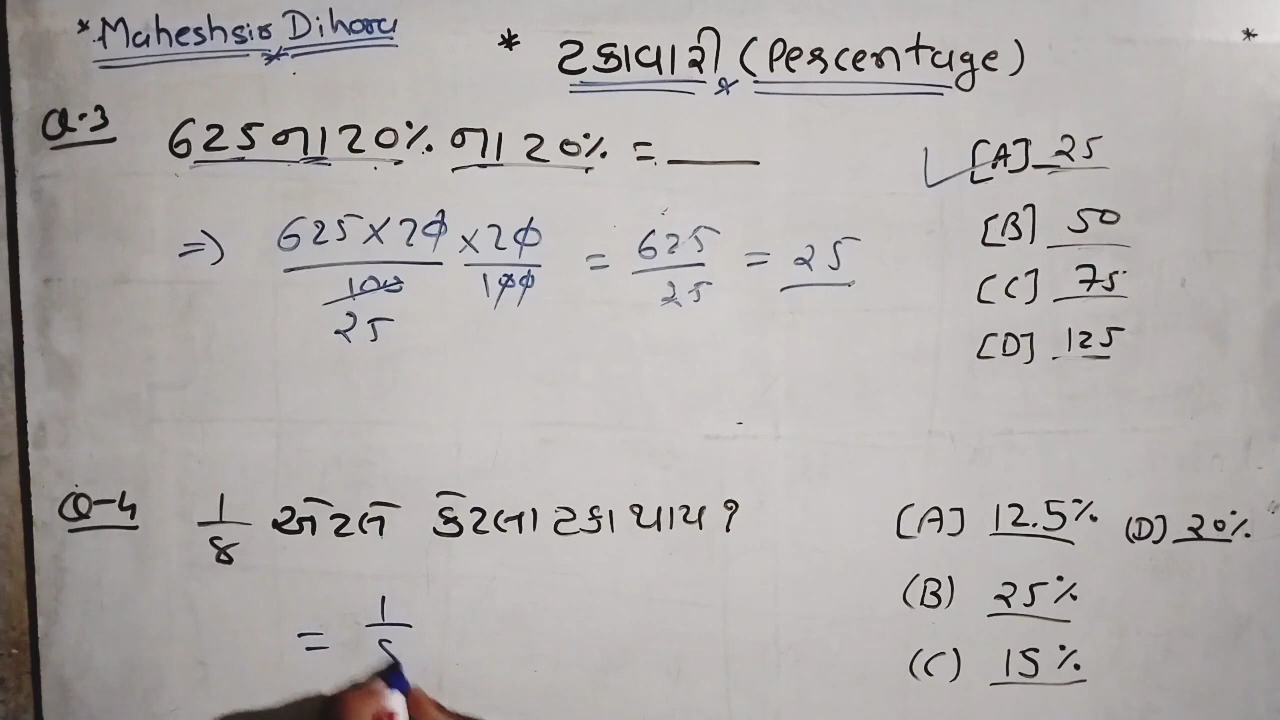 * Maheshsir Dihora
* ટકાવારી (Percentage) *
Q.3 625ના 20% ના 20% = ___
[A] 25
[B] 50
[C] 75
[D] 125
=> 625 × 20 / 100 × 20 / 100 = 625 / 25 = 25
25
Q-4 1/8 એટલે કેટલા ટકા થાય?
[A] 12.5% (D) 20%
(B) 25%
(C) 15%
= 1/8